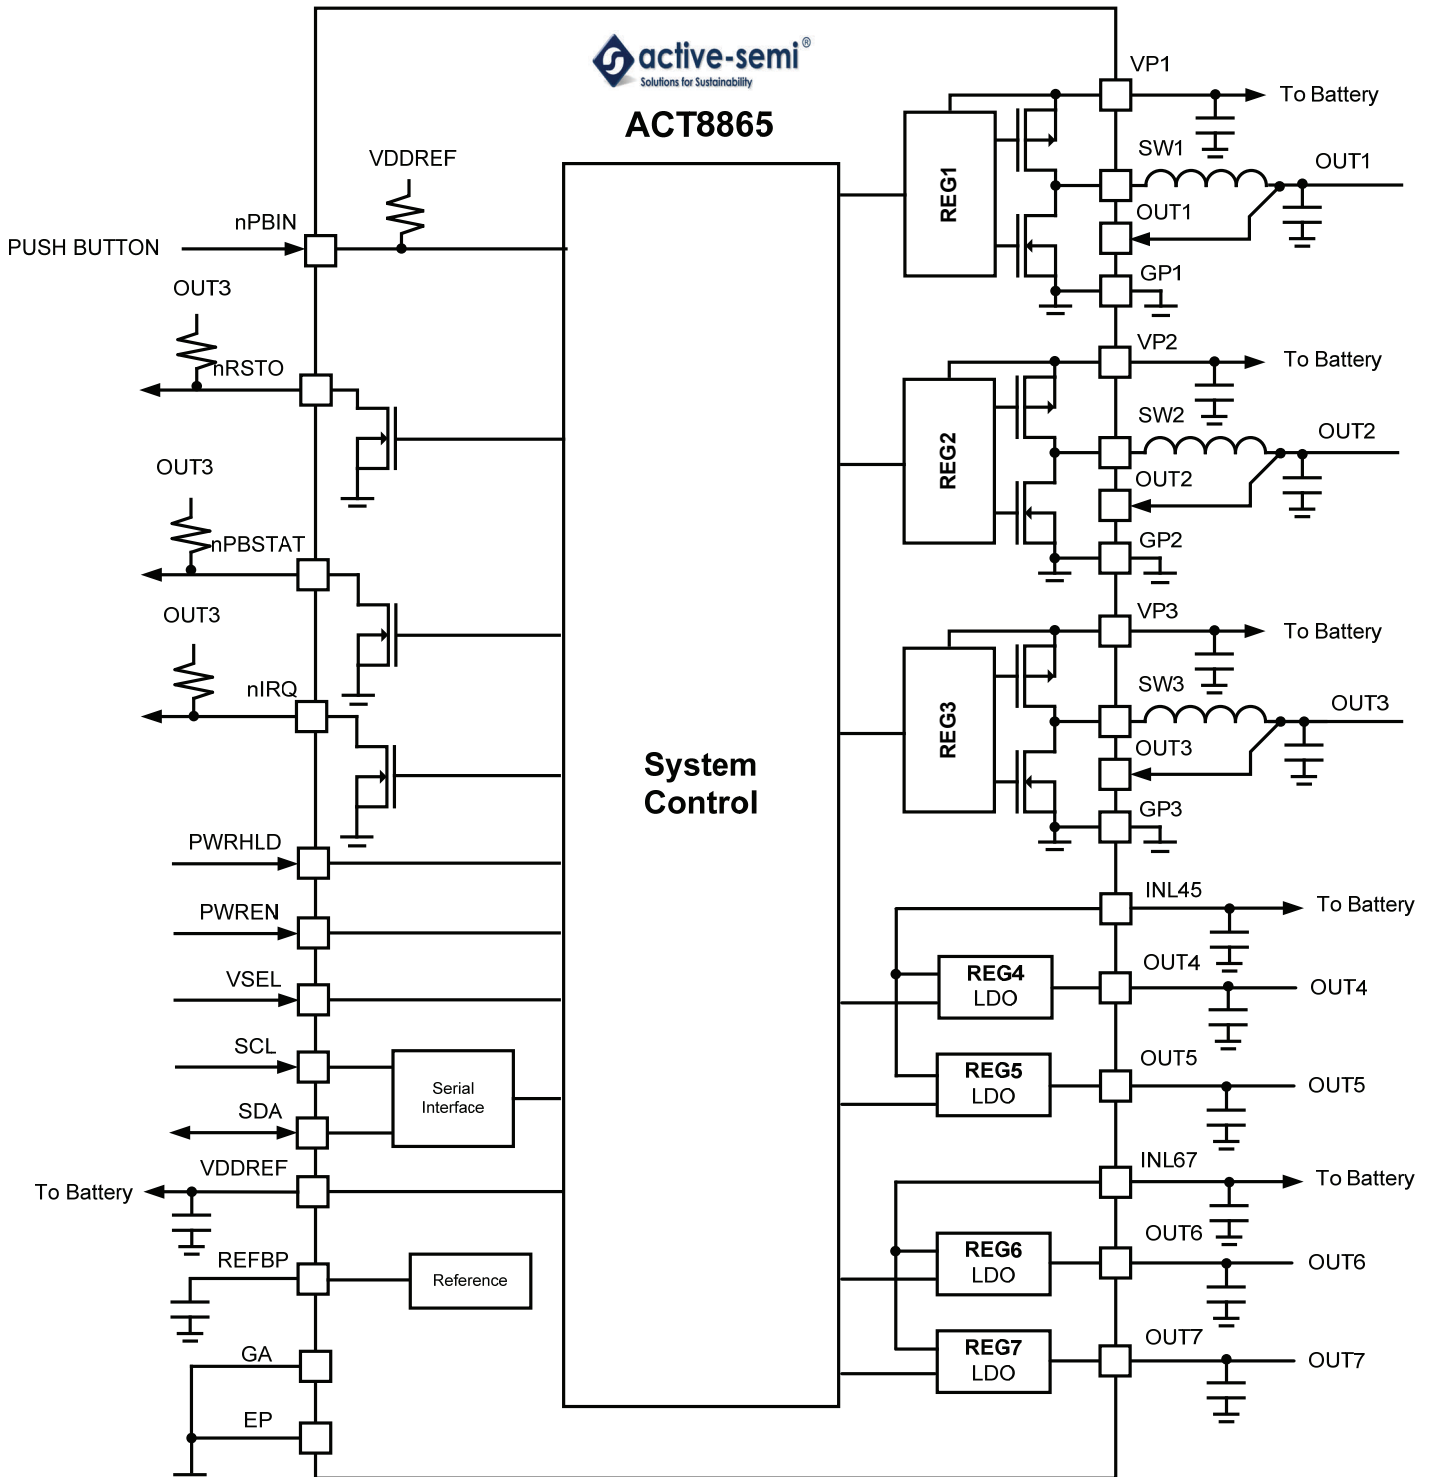 active-semi®
Solutions for Sustainability
ACT8865
VDDREF
nPBIN
PUSH BUTTON
OUT3
nRSTO
OUT3
nPBSTAT
OUT3
nIRQ
PWRHLD
PWREN
VSEL
SCL
SDA
Serial
Interface
VDDREF
To Battery
REFBP
Reference
GA
EP
System
Control
REG1
VP1
To Battery
SW1
OUT1
OUT1
GP1
REG2
VP2
To Battery
SW2
OUT2
OUT2
GP2
REG3
VP3
To Battery
SW3
OUT3
OUT3
GP3
INL45
To Battery
REG4
LDO
OUT4
OUT4
REG5
LDO
OUT5
OUT5
INL67
To Battery
REG6
LDO
OUT6
OUT6
REG7
LDO
OUT7
OUT7